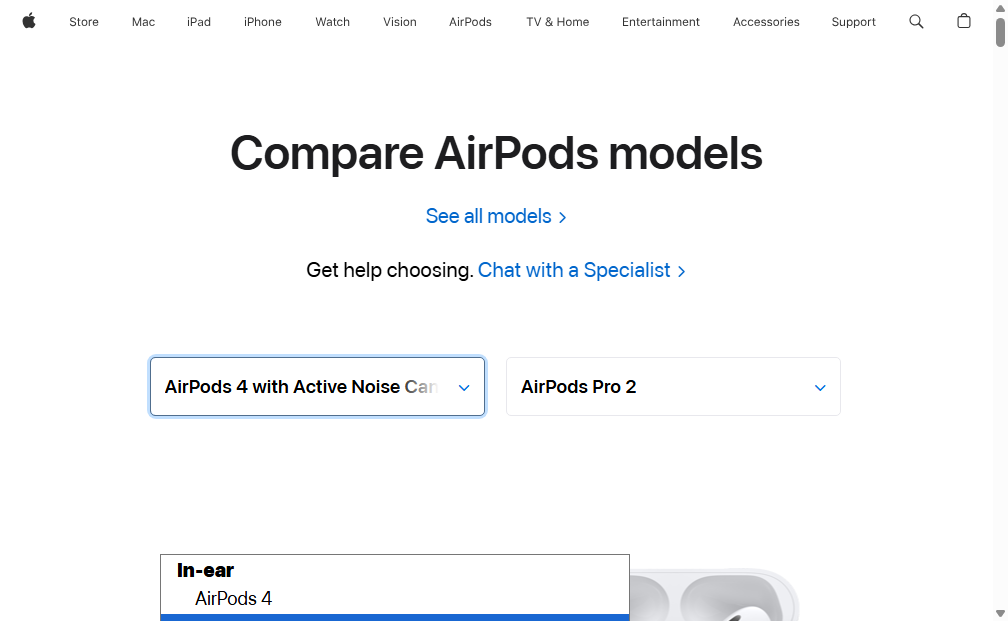 Store Mac iPad iPhone Watch Vision AirPods TV & Home Entertainment Accessories Support
Compare AirPods models
See all models
Get help choosing. Chat with a Specialist
AirPods 4 with Active Noise Can
AirPods Pro 2
In-ear
AirPods 4